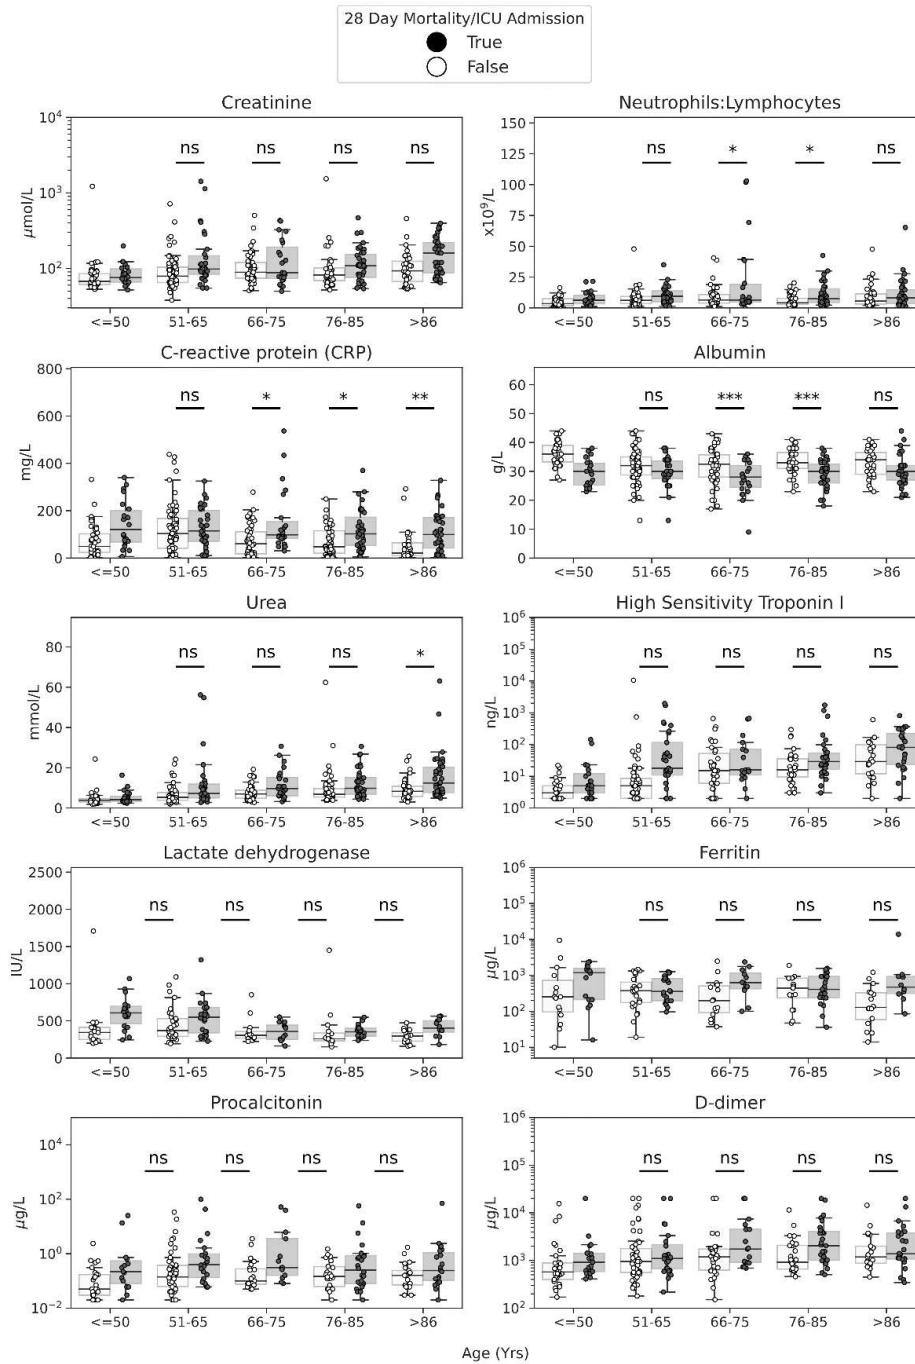 28 Day Mortality/ICU Admission
True
False
Creatinine
10^4
10^3
10^2
μmol/L
ns ns ns ns
<=50 51-65 66-75 76-85 >86
Neutrophils:Lymphocytes
150
125
100
75
50
25
0
x10^9/L
ns * * ns
<=50 51-65 66-75 76-85 >86
C-reactive protein (CRP)
800
600
400
200
0
mg/L
ns * * **
<=50 51-65 66-75 76-85 >86
Albumin
60
50
40
30
20
10
0
g/L
ns *** *** ns
<=50 51-65 66-75 76-85 >86
Urea
80
60
40
20
0
mmol/L
ns ns ns *
<=50 51-65 66-75 76-85 >86
High Sensitivity Troponin I
10^6
10^5
10^4
10^3
10^2
10^1
10^0
ng/L
ns ns ns ns
<=50 51-65 66-75 76-85 >86
Lactate dehydrogenase
2500
2000
1500
1000
500
0
IU/L
ns ns ns ns
<=50 51-65 66-75 76-85 >86
Ferritin
10^6
10^5
10^4
10^3
10^2
10^1
μg/L
ns ns ns ns
<=50 51-65 66-75 76-85 >86
Procalcitonin
10^4
10^2
10^0
10^−2
μg/L
ns ns ns ns
<=50 51-65 66-75 76-85 >86
D-dimer
10^6
10^5
10^4
10^3
10^2
μg/L
ns ns ns ns
<=50 51-65 66-75 76-85 >86
Age (Yrs)